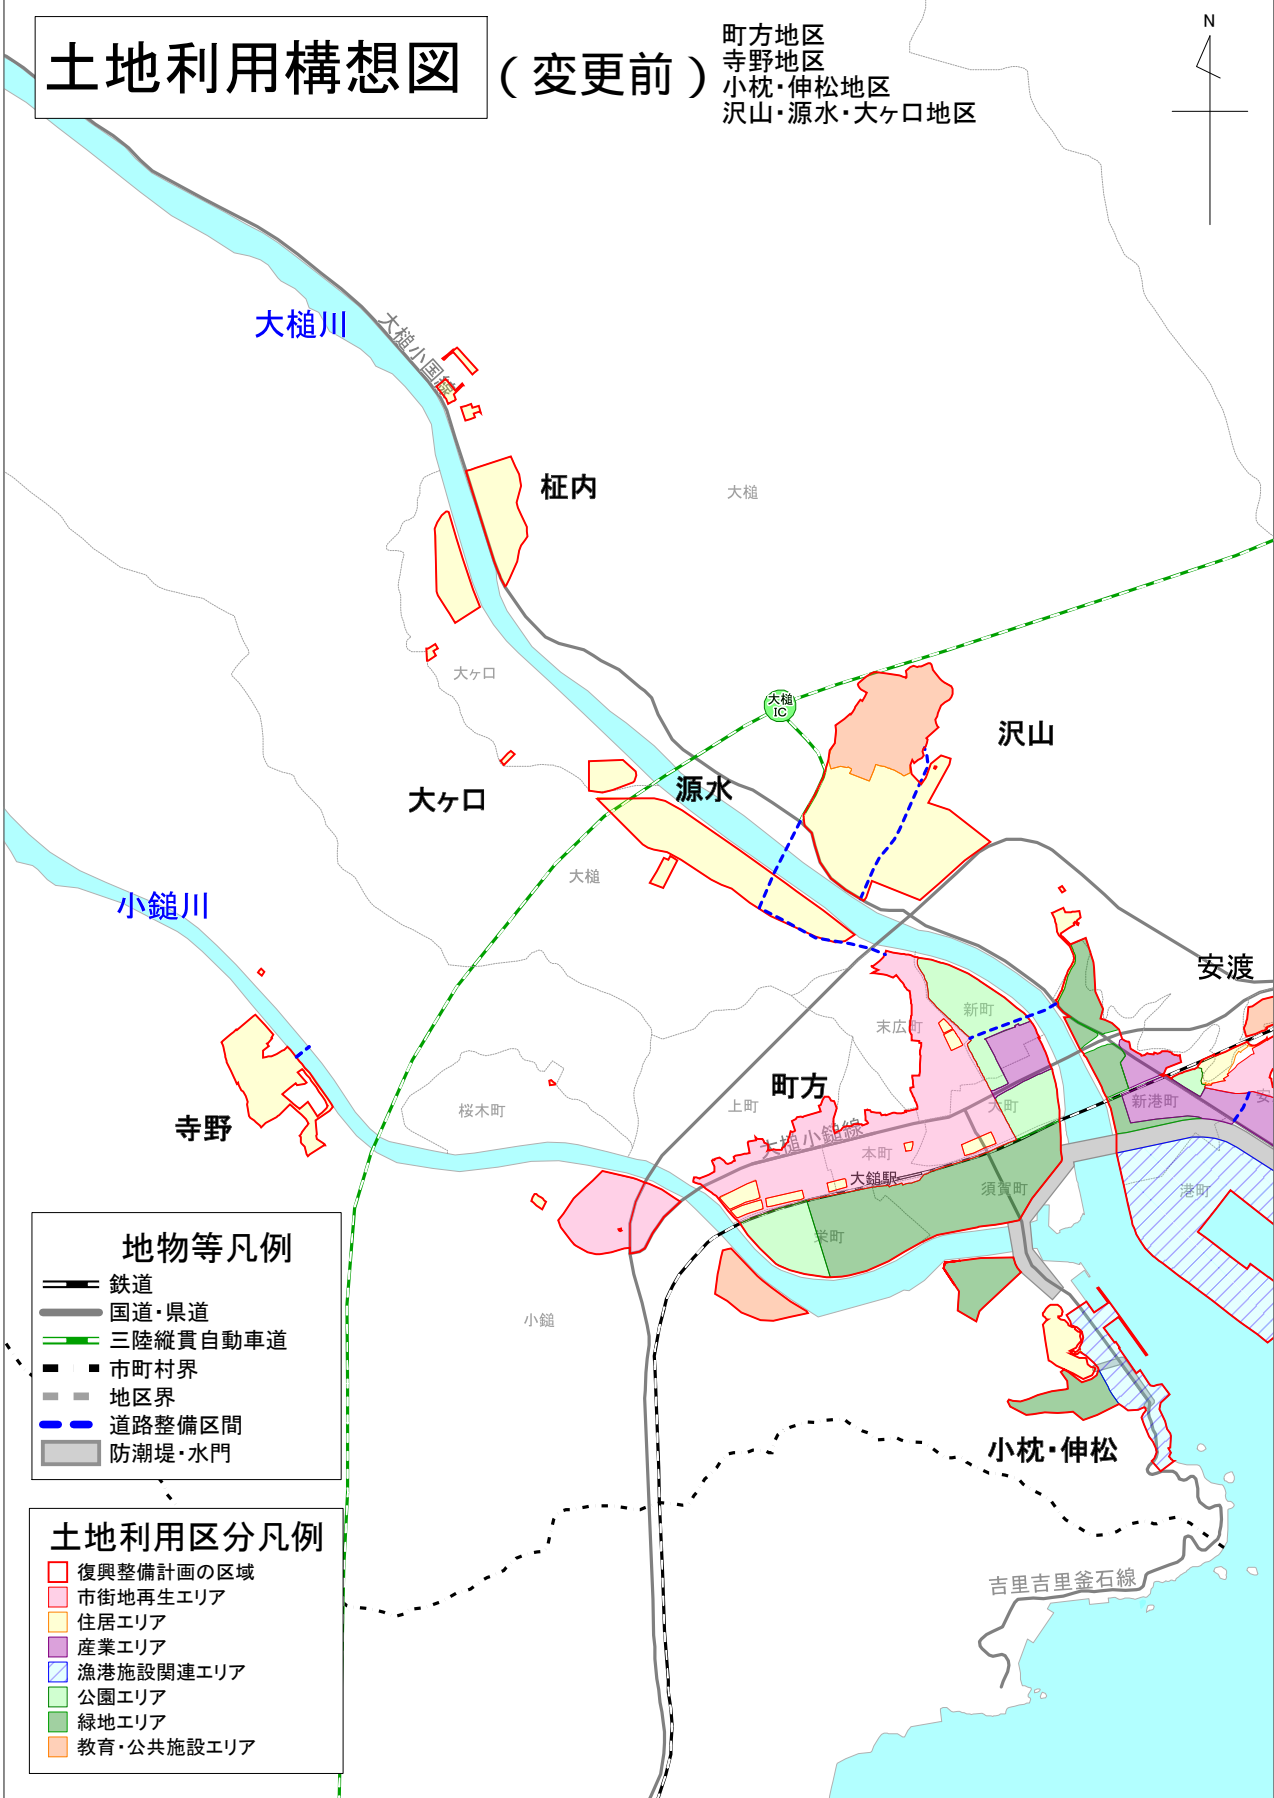 土地利用構想図
(変更前)
町方地区
寺野地区
小枕・伸松地区
沢山・源水・大ヶ口地区
N
大槌川
大槌小国線
柾内
大槌
大ヶ口
大槌
IC
沢山
源水
大ヶ口
大槌
小鎚川
安渡
新町
末広町
町方
上町
大町
新港町
安
桜木町
寺野
大槌小鎚線
本町
大鎚駅
須賀町
港町
栄町
小鎚
小枕・伸松
吉里吉里釜石線
地物等凡例
鉄道
国道・県道
三陸縦貫自動車道
市町村界
地区界
道路整備区間
防潮堤・水門
土地利用区分凡例
復興整備計画の区域
市街地再生エリア
住居エリア
産業エリア
漁港施設関連エリア
公園エリア
緑地エリア
教育・公共施設エリア